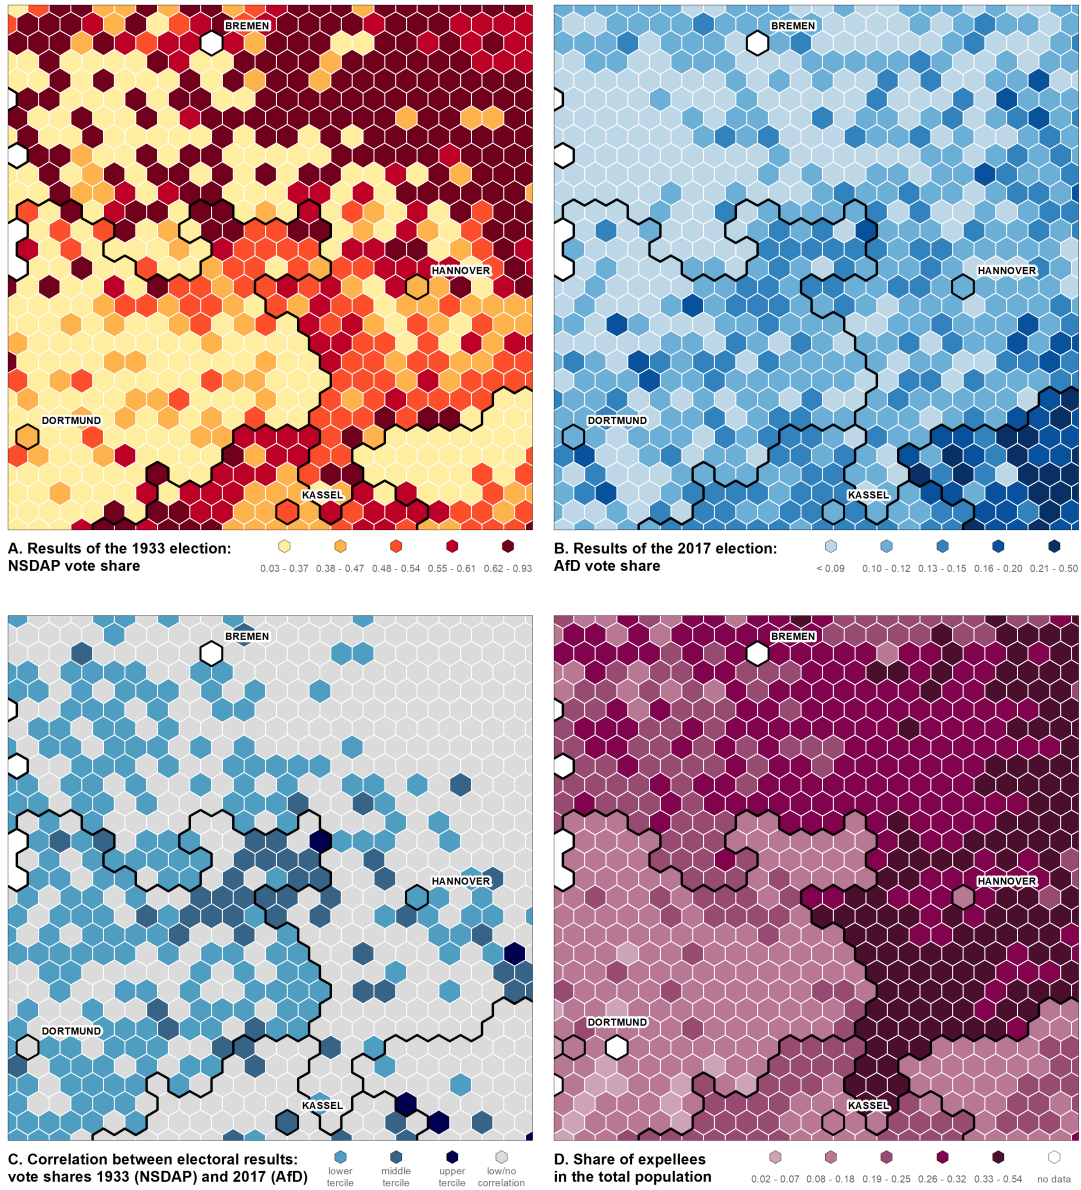 BREMEN
HANNOVER
DORTMUND
KASSEL
A. Results of the 1933 election:
NSDAP vote share
0.03 - 0.37 0.38 - 0.47 0.48 - 0.54 0.55 - 0.61 0.62 - 0.93
BREMEN
HANNOVER
DORTMUND
KASSEL
B. Results of the 2017 election:
AfD vote share
< 0.09 0.10 - 0.12 0.13 - 0.15 0.16 - 0.20 0.21 - 0.50
BREMEN
HANNOVER
DORTMUND
KASSEL
C. Correlation between electoral results:
vote shares 1933 (NSDAP) and 2017 (AfD)
lower middle upper low/no
tercile tercile tercile correlation
BREMEN
HANNOVER
DORTMUND
KASSEL
D. Share of expellees
in the total population
0.02 - 0.07 0.08 - 0.18 0.19 - 0.25 0.26 - 0.32 0.33 - 0.54 no data